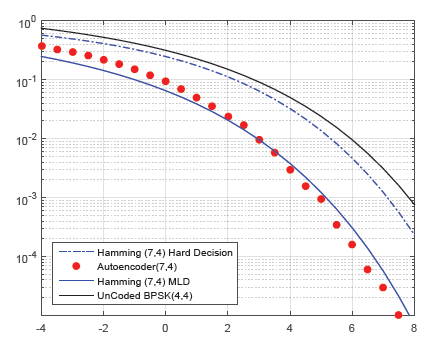 10^0
10^-1
10^-2
10^-3
10^-4
Hamming (7,4) Hard Decision
Autoencoder(7,4)
Hamming (7,4) MLD
UnCoded BPSK(4,4)
-4 -2 0 2 4 6 8